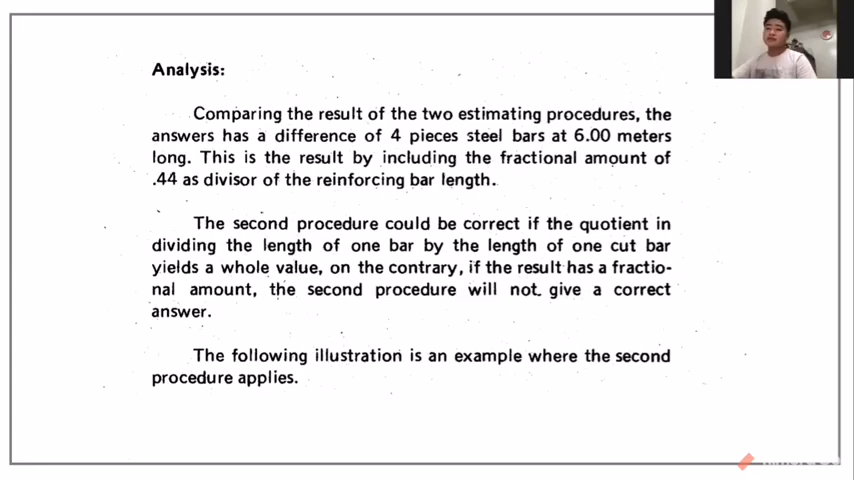 Analysis:
Comparing the result of the two estimating procedures, the
answers has a difference of 4 pieces steel bars at 6.00 meters
long. This is the result by including the fractional amount of
.44 as divisor of the reinforcing bar length.
The second procedure could be correct if the quotient in
dividing the length of one bar by the length of one cut bar
yields a whole value, on the contrary, if the result has a fractio-
nal amount, the second procedure will not give a correct
answer.
The following illustration is an example where the second
procedure applies.